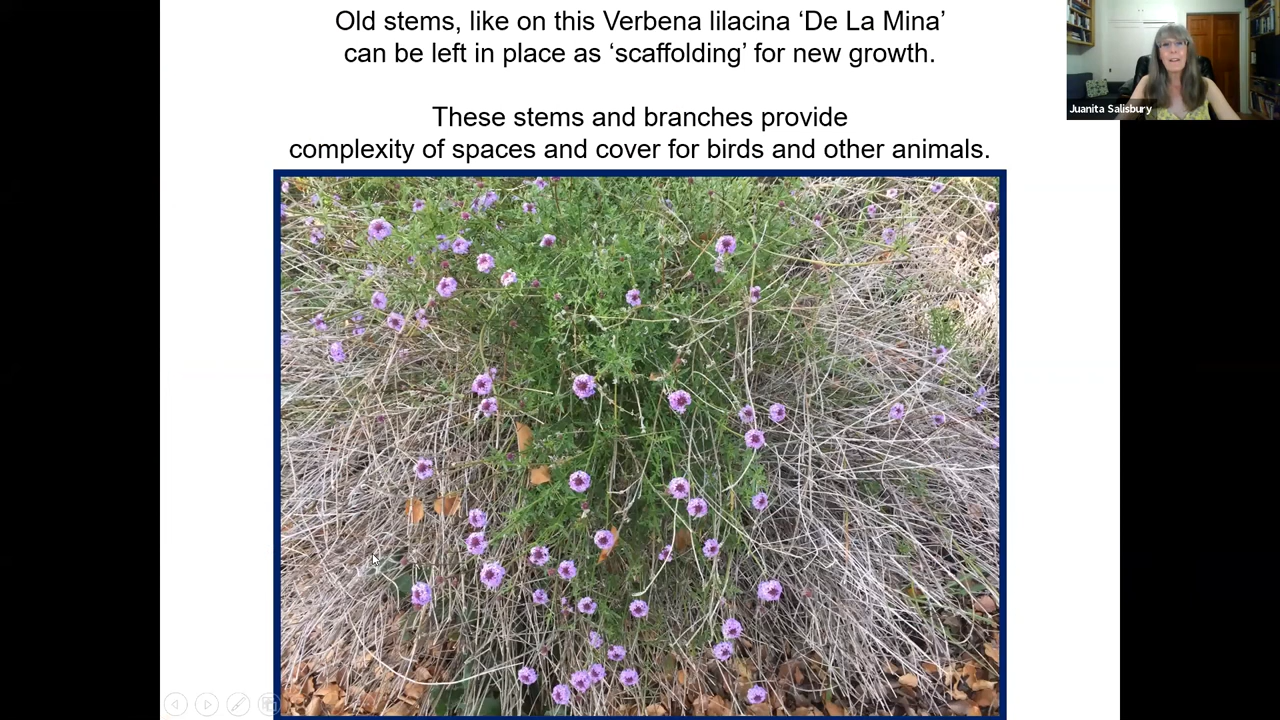 Old stems, like on this Verbena lilacina ‘De La Mina’
can be left in place as ‘scaffolding’ for new growth.
These stems and branches provide
complexity of spaces and cover for birds and other animals.
Juanita Salisbury